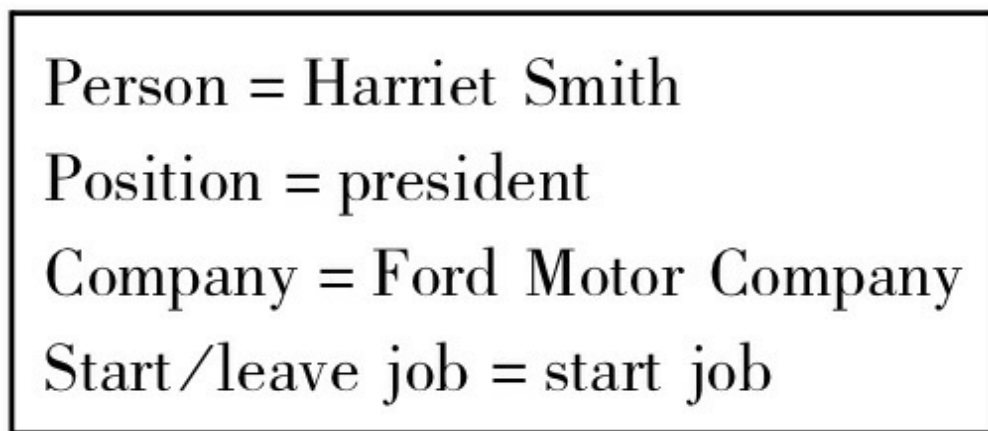 Person = Harriet Smith
Position = president
Company = Ford Motor Company
Start/leave job = start job